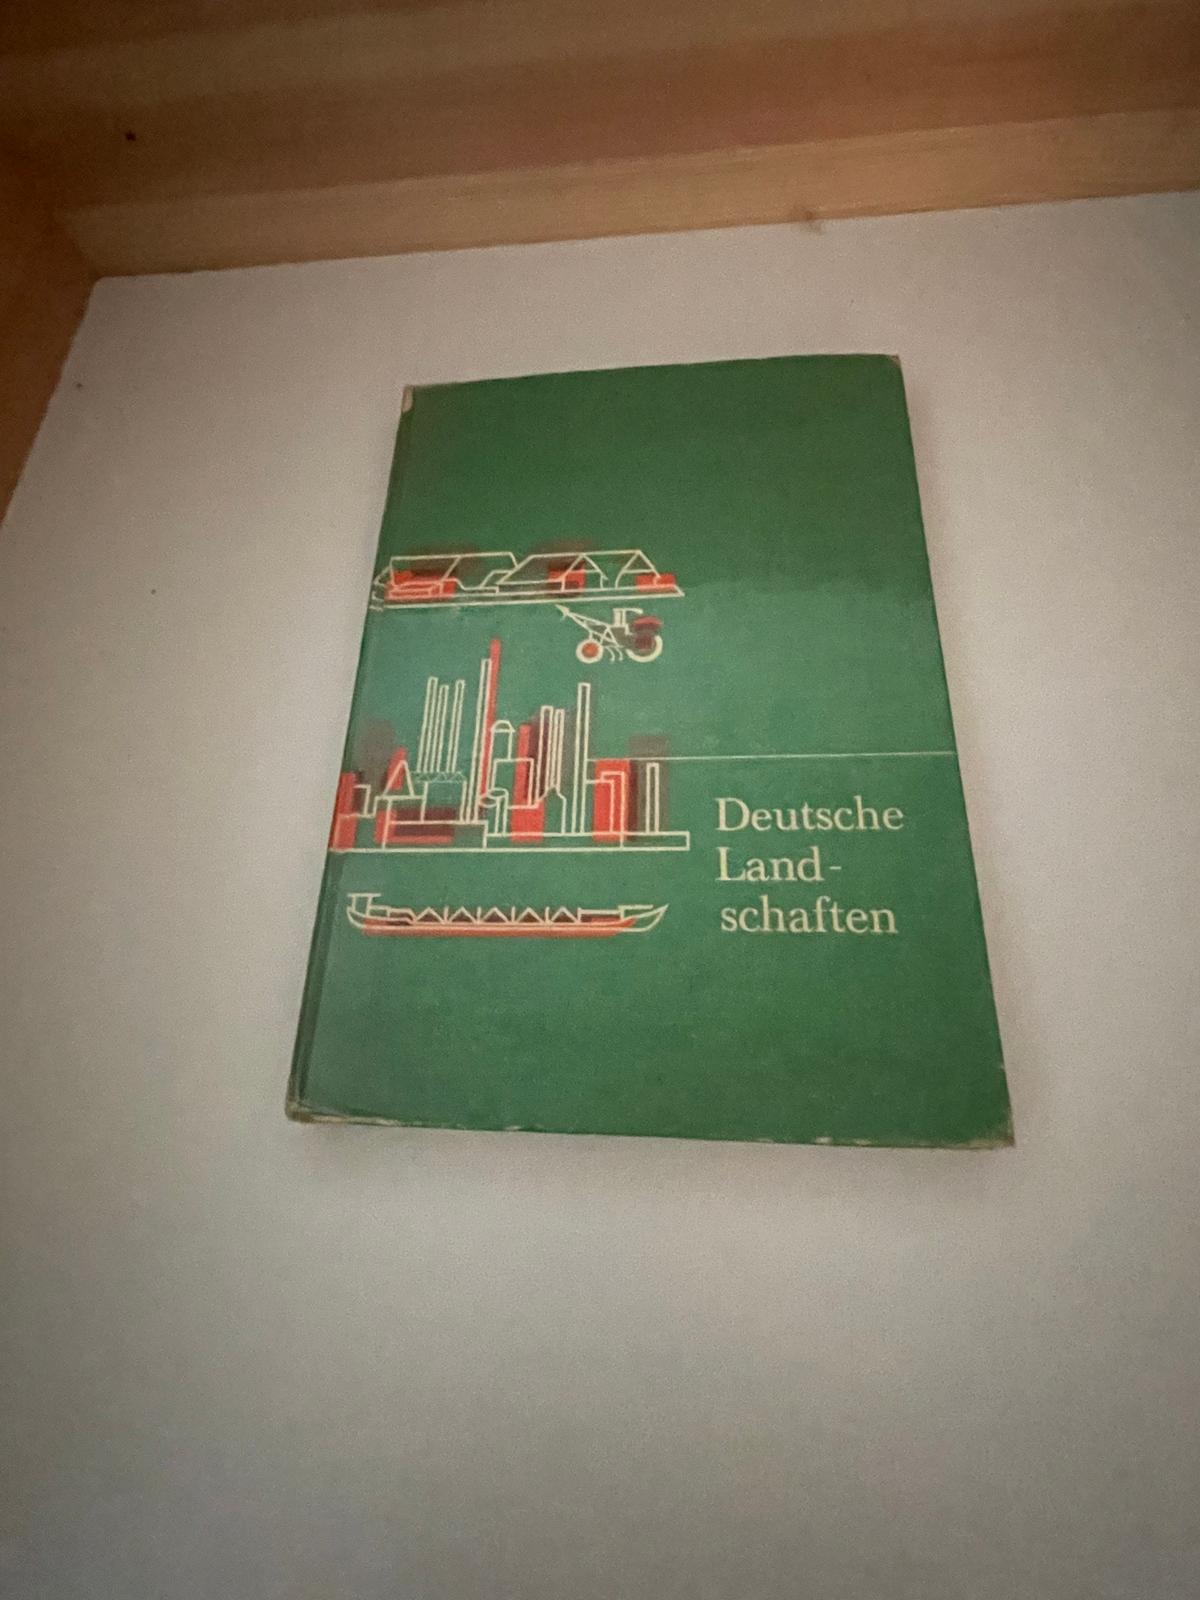 Deutsche
Land-
schaften